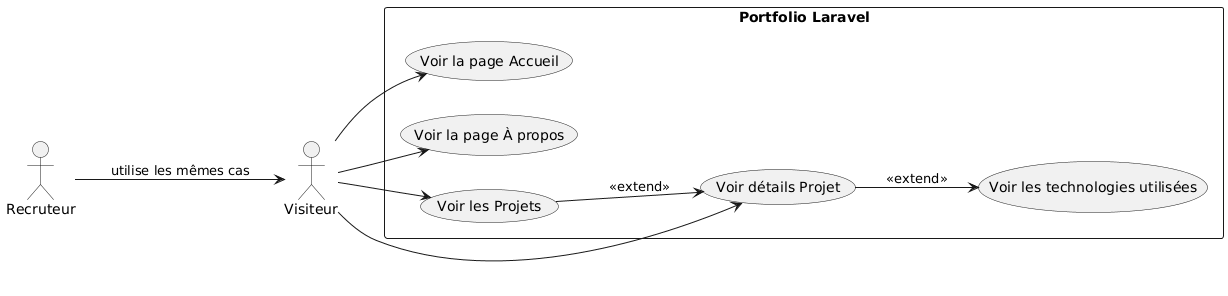 Portfolio Laravel
Voir la page Accueil
Voir la page À propos
utilise les mêmes cas
Recruteur
Visiteur
Voir les Projets
«extend»
Voir détails Projet
«extend»
Voir les technologies utilisées